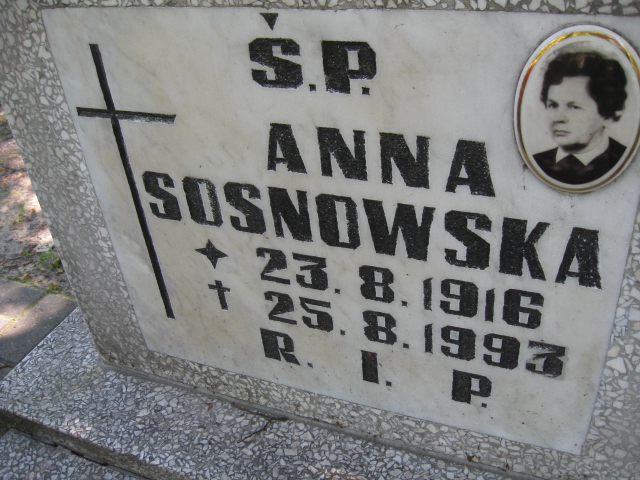 Ś.P.
ANNA
SOSNOWSKA
23.8.1916
25.8.1993
R.I.P.